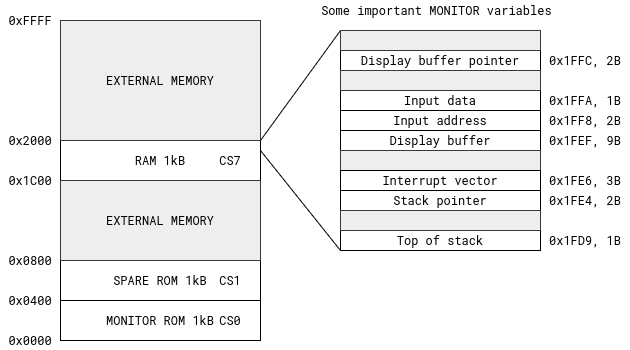 Some important MONITOR variables
0xFFFF
EXTERNAL MEMORY
0x2000
RAM 1kB CS7
0x1C00
EXTERNAL MEMORY
0x0800
SPARE ROM 1kB CS1
0x0400
MONITOR ROM 1kB CS0
0x0000
Display buffer pointer 0x1FFC, 2B
Input data 0x1FFA, 1B
Input address 0x1FF8, 2B
Display buffer 0x1FEF, 9B
Interrupt vector 0x1FE6, 3B
Stack pointer 0x1FE4, 2B
Top of stack 0x1FD9, 1B